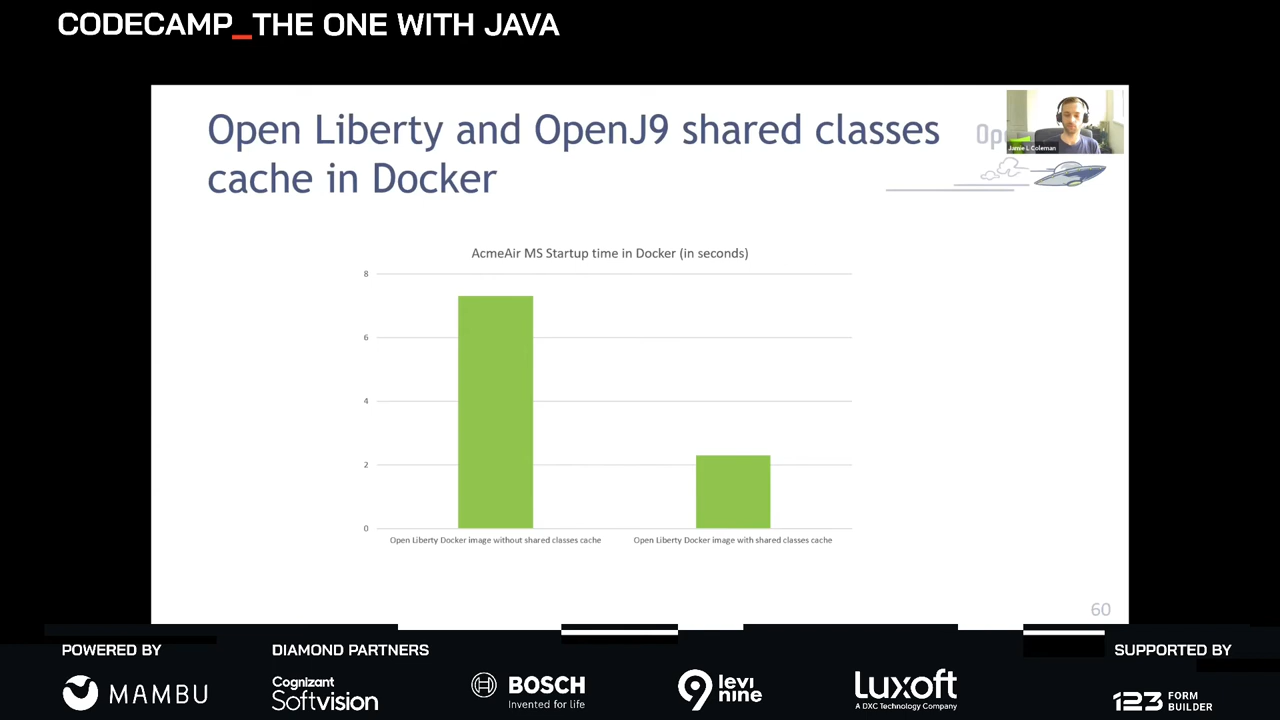 CODECAMP_THE ONE WITH JAVA
Open Liberty and OpenJ9 shared classes
cache in Docker
Jamie L Coleman
AcmeAir MS Startup time in Docker (in seconds)
8
6
4
2
0
Open Liberty Docker image without shared classes cache
Open Liberty Docker image with shared classes cache
60
POWERED BY
DIAMOND PARTNERS
SUPPORTED BY
MAMBU
Cognizant
Softvision
BOSCH
Invented for life
9 levi
nine
Luxoft
A DXC Technology Company
123 FORM
BUILDER